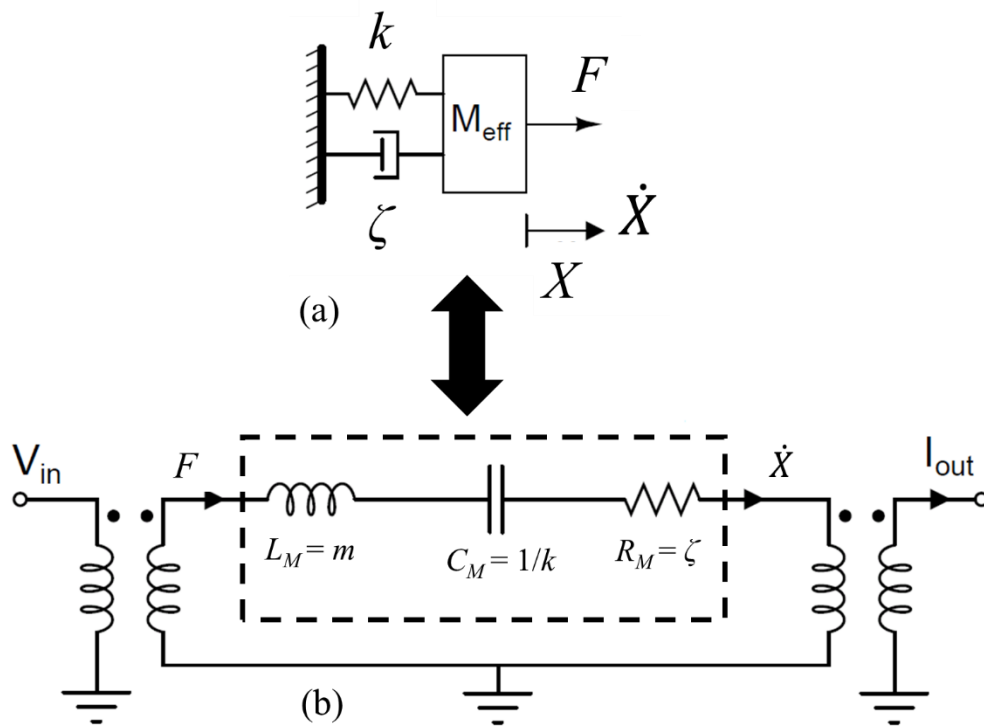 k
M_eff
F
ζ
Ẋ
X
(a)
V_in
F
Ẋ
I_out
L_M = m
C_M = 1/k
R_M = ζ
(b)